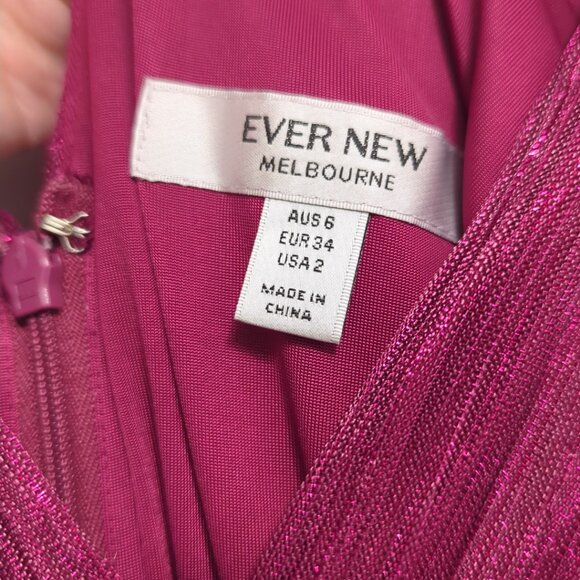 EVER NEW
MELBOURNE
AUS 6
EUR 34
USA 2
MADE IN
CHINA